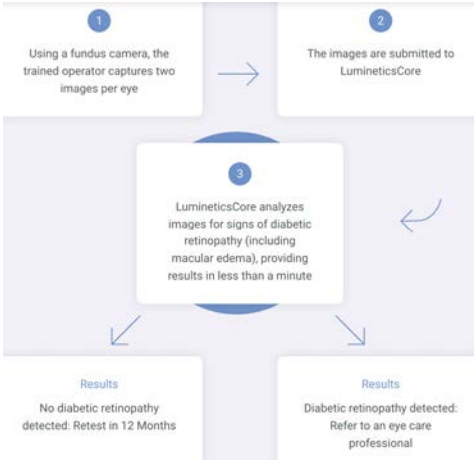 1
Using a fundus camera, the
trained operator captures two
images per eye
2
The images are submitted to
LumineticsCore
3
LumineticsCore analyzes
images for signs of diabetic
retinopathy (including
macular edema), providing
results in less than a minute
Results
No diabetic retinopathy
detected: Retest in 12 Months
Results
Diabetic retinopathy detected:
Refer to an eye care
professional